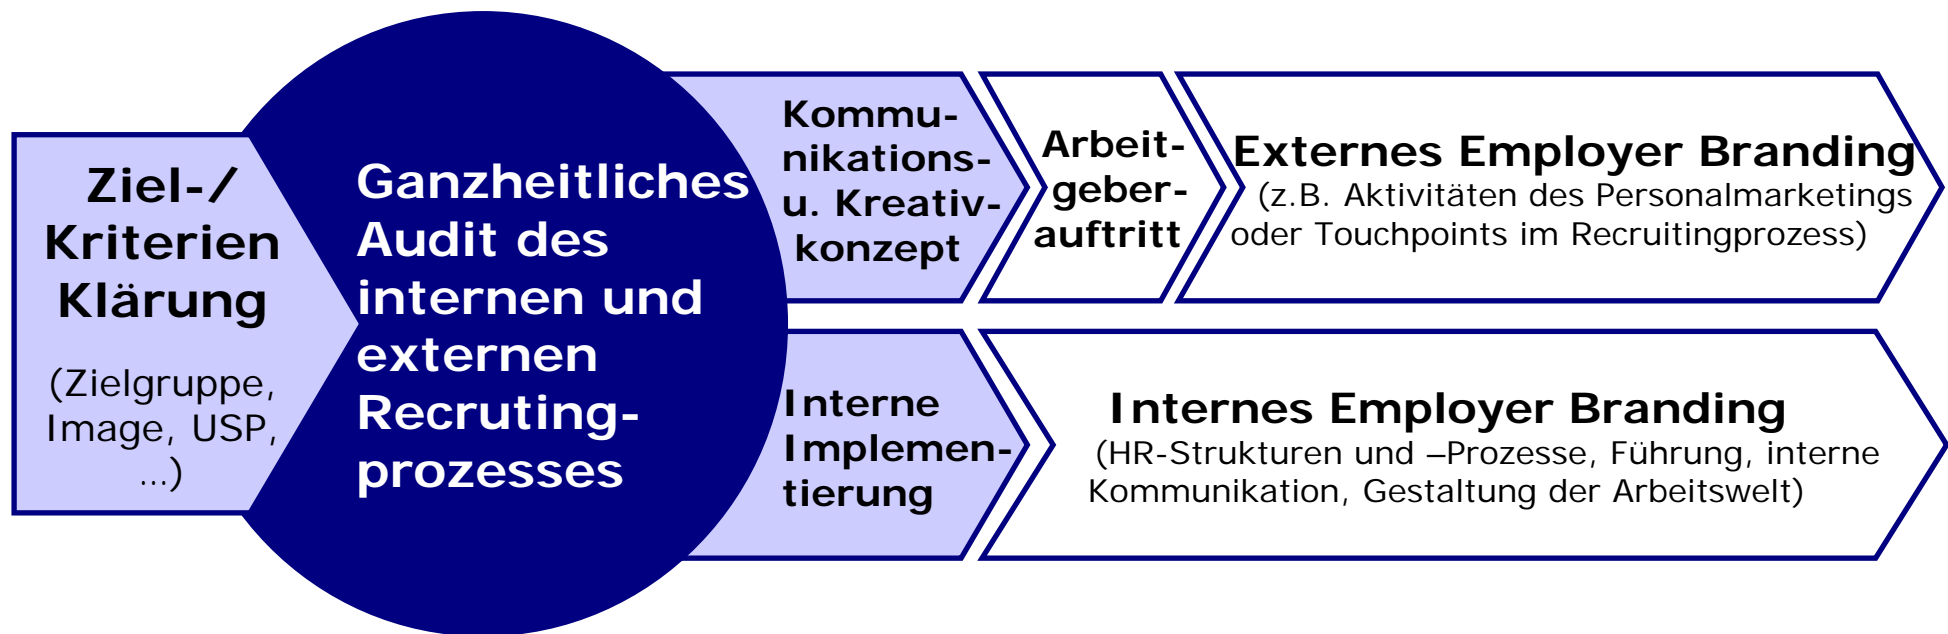 Ziel-/
Kriterien
Klärung
(Zielgruppe,
Image, USP,
...)
Ganzheitliches
Audit des
internen und
externen
Recruting-
prozesses
Kommu-
nikations-
u. Kreativ-
konzept
Arbeit-
geber-
auftritt
Externes Employer Branding
(z.B. Aktivitäten des Personalmarketings
oder Touchpoints im Recruitingprozess)
Interne
Implemen-
tierung
Internes Employer Branding
(HR-Strukturen und –Prozesse, Führung, interne
Kommunikation, Gestaltung der Arbeitswelt)